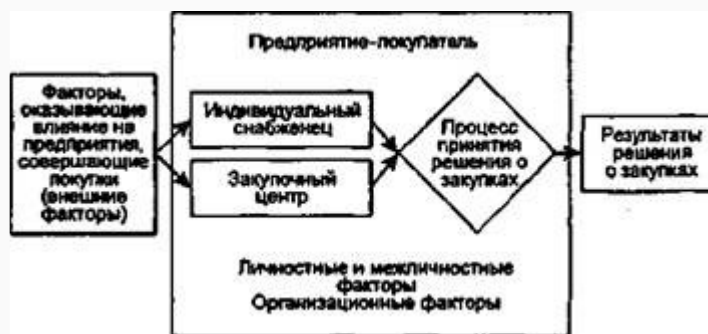 Предприятие-покупатель
Факторы,
оказывающие
влияние на
предприятия,
совершающие
покупки
(внешние
факторы)
Индивидуальный
снабженец
Закупочный
центр
Процесс
принятия
решения о
закупках
Результаты
решения
о закупках
Личностные и межличностные
факторы
Организационные факторы